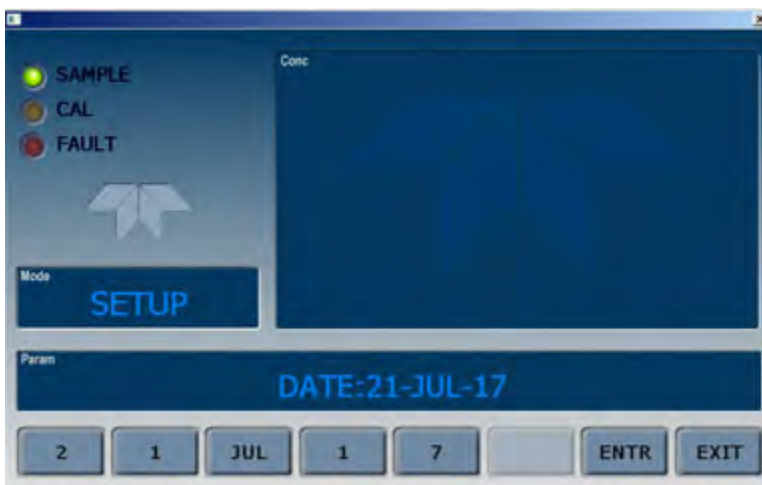 SAMPLE
CAL
FAULT
Conc
Mode
SETUP
Param
DATE:21-JUL-17
2 1 JUL 1 7 ENTR EXIT